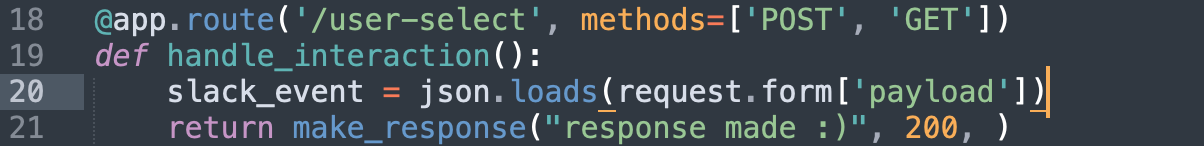 18 @app.route('/user-select', methods=['POST', 'GET'])
19 def handle_interaction():
20     slack_event = json.loads(request.form['payload'])
21     return make_response("response made :)", 200, )